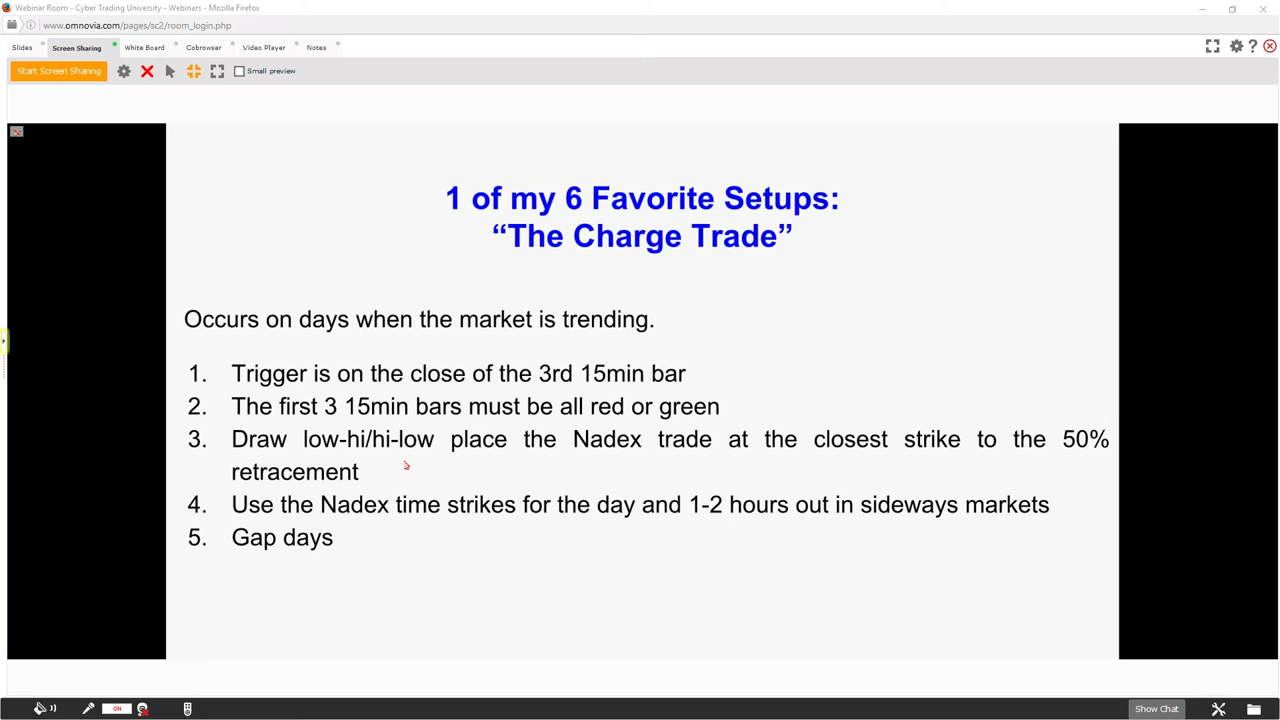 Webinar Room - Cyber Trading University - Webinars - Mozilla Firefox
www.omnovia.com/pages/sc2/room_login.php
Slides Screen Sharing White Board Cobrowser Video Player Notes
Start Screen Sharing Small preview
1 of my 6 Favorite Setups:
“The Charge Trade”
Occurs on days when the market is trending.
1. Trigger is on the close of the 3rd 15min bar
2. The first 3 15min bars must be all red or green
3. Draw low-hi/hi-low place the Nadex trade at the closest strike to the 50%
retracement
4. Use the Nadex time strikes for the day and 1-2 hours out in sideways markets
5. Gap days
ON Show Chat